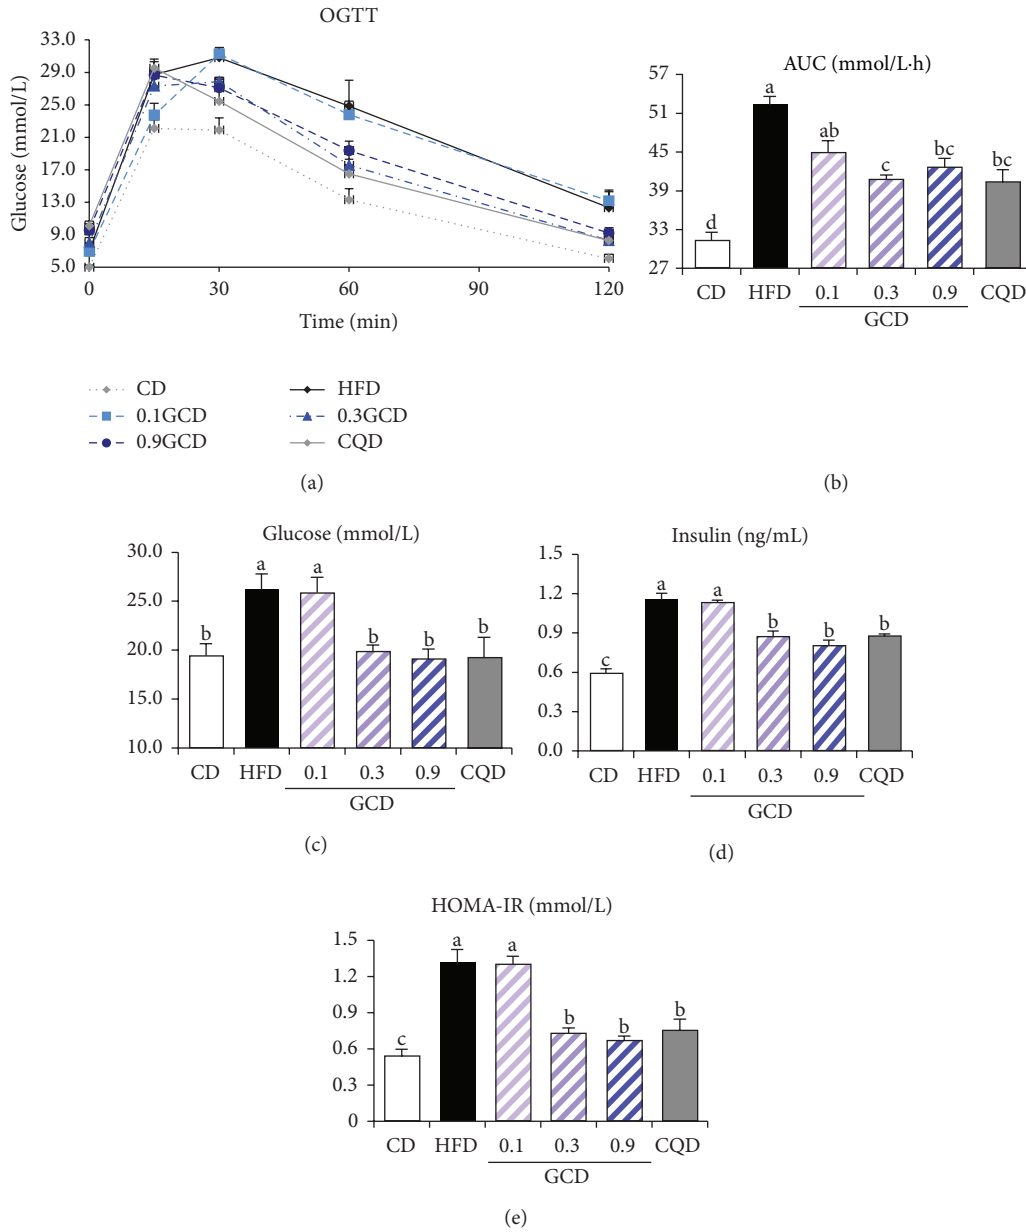 OGTT
33.0
29.0
25.0
21.0
17.0
13.0
9.0
5.0
Glucose (mmol/L)
0 30 60 90 120
Time (min)
CD HFD
0.1GCD 0.3GCD
0.9GCD CQD
(a)
AUC (mmol/L·h)
57
51
45
39
33
27
d a ab c bc bc
CD HFD 0.1 0.3 0.9 CQD
GCD
(b)
Glucose (mmol/L)
30.0
25.0
20.0
15.0
10.0
b a a b b b
CD HFD 0.1 0.3 0.9 CQD
GCD
(c)
Insulin (ng/mL)
1.5
1.2
0.9
0.6
0.3
0.0
c a a b b b
CD HFD 0.1 0.3 0.9 CQD
GCD
(d)
HOMA-IR (mmol/L)
1.5
1.2
0.9
0.6
0.3
0
c a a b b b
CD HFD 0.1 0.3 0.9 CQD
GCD
(e)